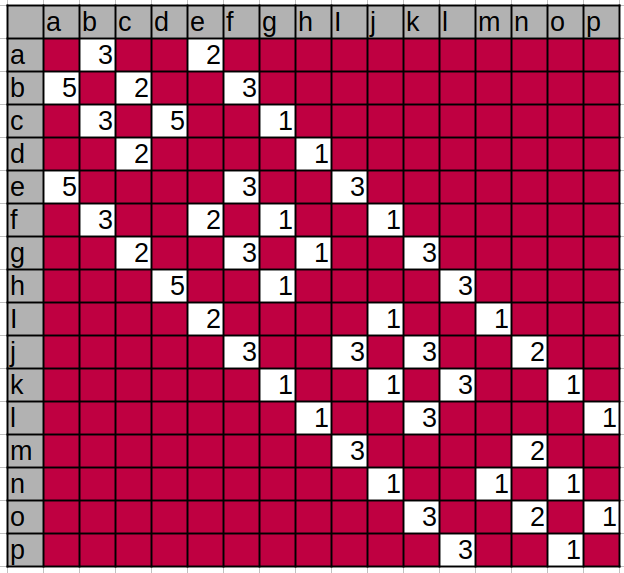 a b c d e f g h I j k l m n o p
a 3 2
b 5 2 3
c 3 5 1
d 2 1
e 5 3 3
f 3 2 1 1
g 2 3 1 3
h 5 1 3
I 2 1 1
j 3 3 3 2
k 1 1 3 1
l 1 3 1
m 3 2
n 1 1 1
o 3 2 1
p 3 1